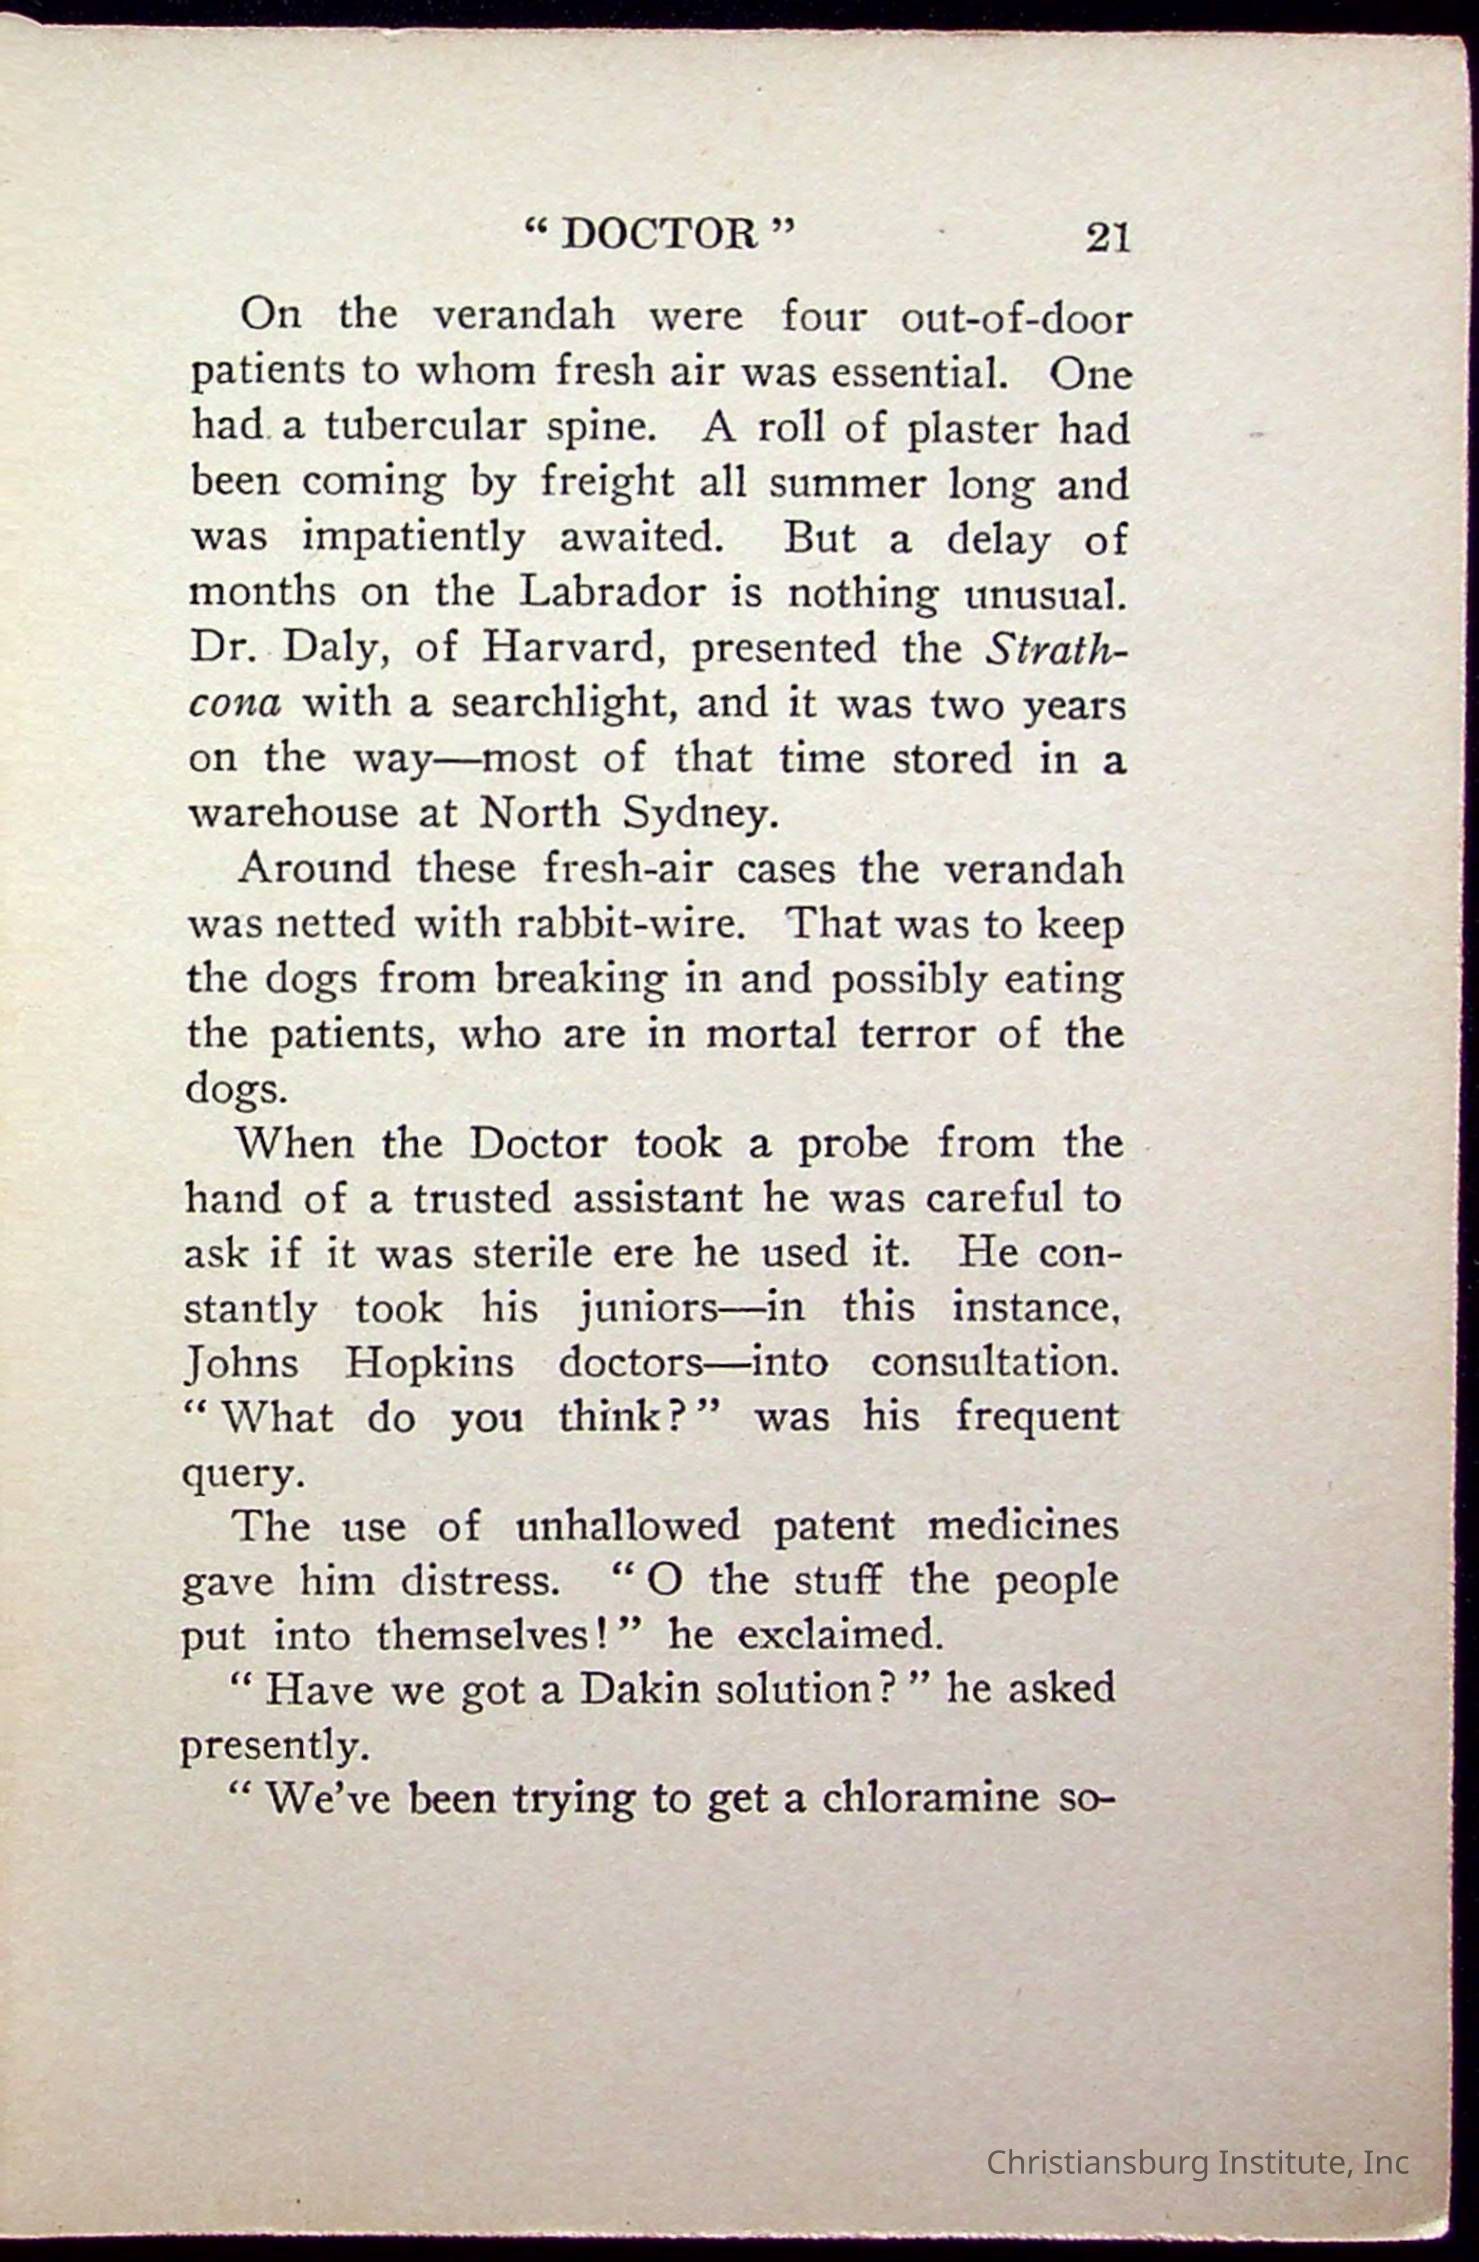 “ DOCTOR ” 21
On the verandah were four out-of-door
patients to whom fresh air was essential. One
had a tubercular spine. A roll of plaster had
been coming by freight all summer long and
was impatiently awaited. But a delay of
months on the Labrador is nothing unusual.
Dr. Daly, of Harvard, presented the Strath-
cona with a searchlight, and it was two years
on the way—most of that time stored in a
warehouse at North Sydney.
Around these fresh-air cases the verandah
was netted with rabbit-wire. That was to keep
the dogs from breaking in and possibly eating
the patients, who are in mortal terror of the
dogs.
When the Doctor took a probe from the
hand of a trusted assistant he was careful to
ask if it was sterile ere he used it. He con-
stantly took his juniors—in this instance,
Johns Hopkins doctors—into consultation.
“ What do you think?” was his frequent
query.
The use of unhallowed patent medicines
gave him distress. “ O the stuff the people
put into themselves!” he exclaimed.
“ Have we got a Dakin solution? ” he asked
presently.
“ We’ve been trying to get a chloramine so-
Christiansburg Institute, Inc